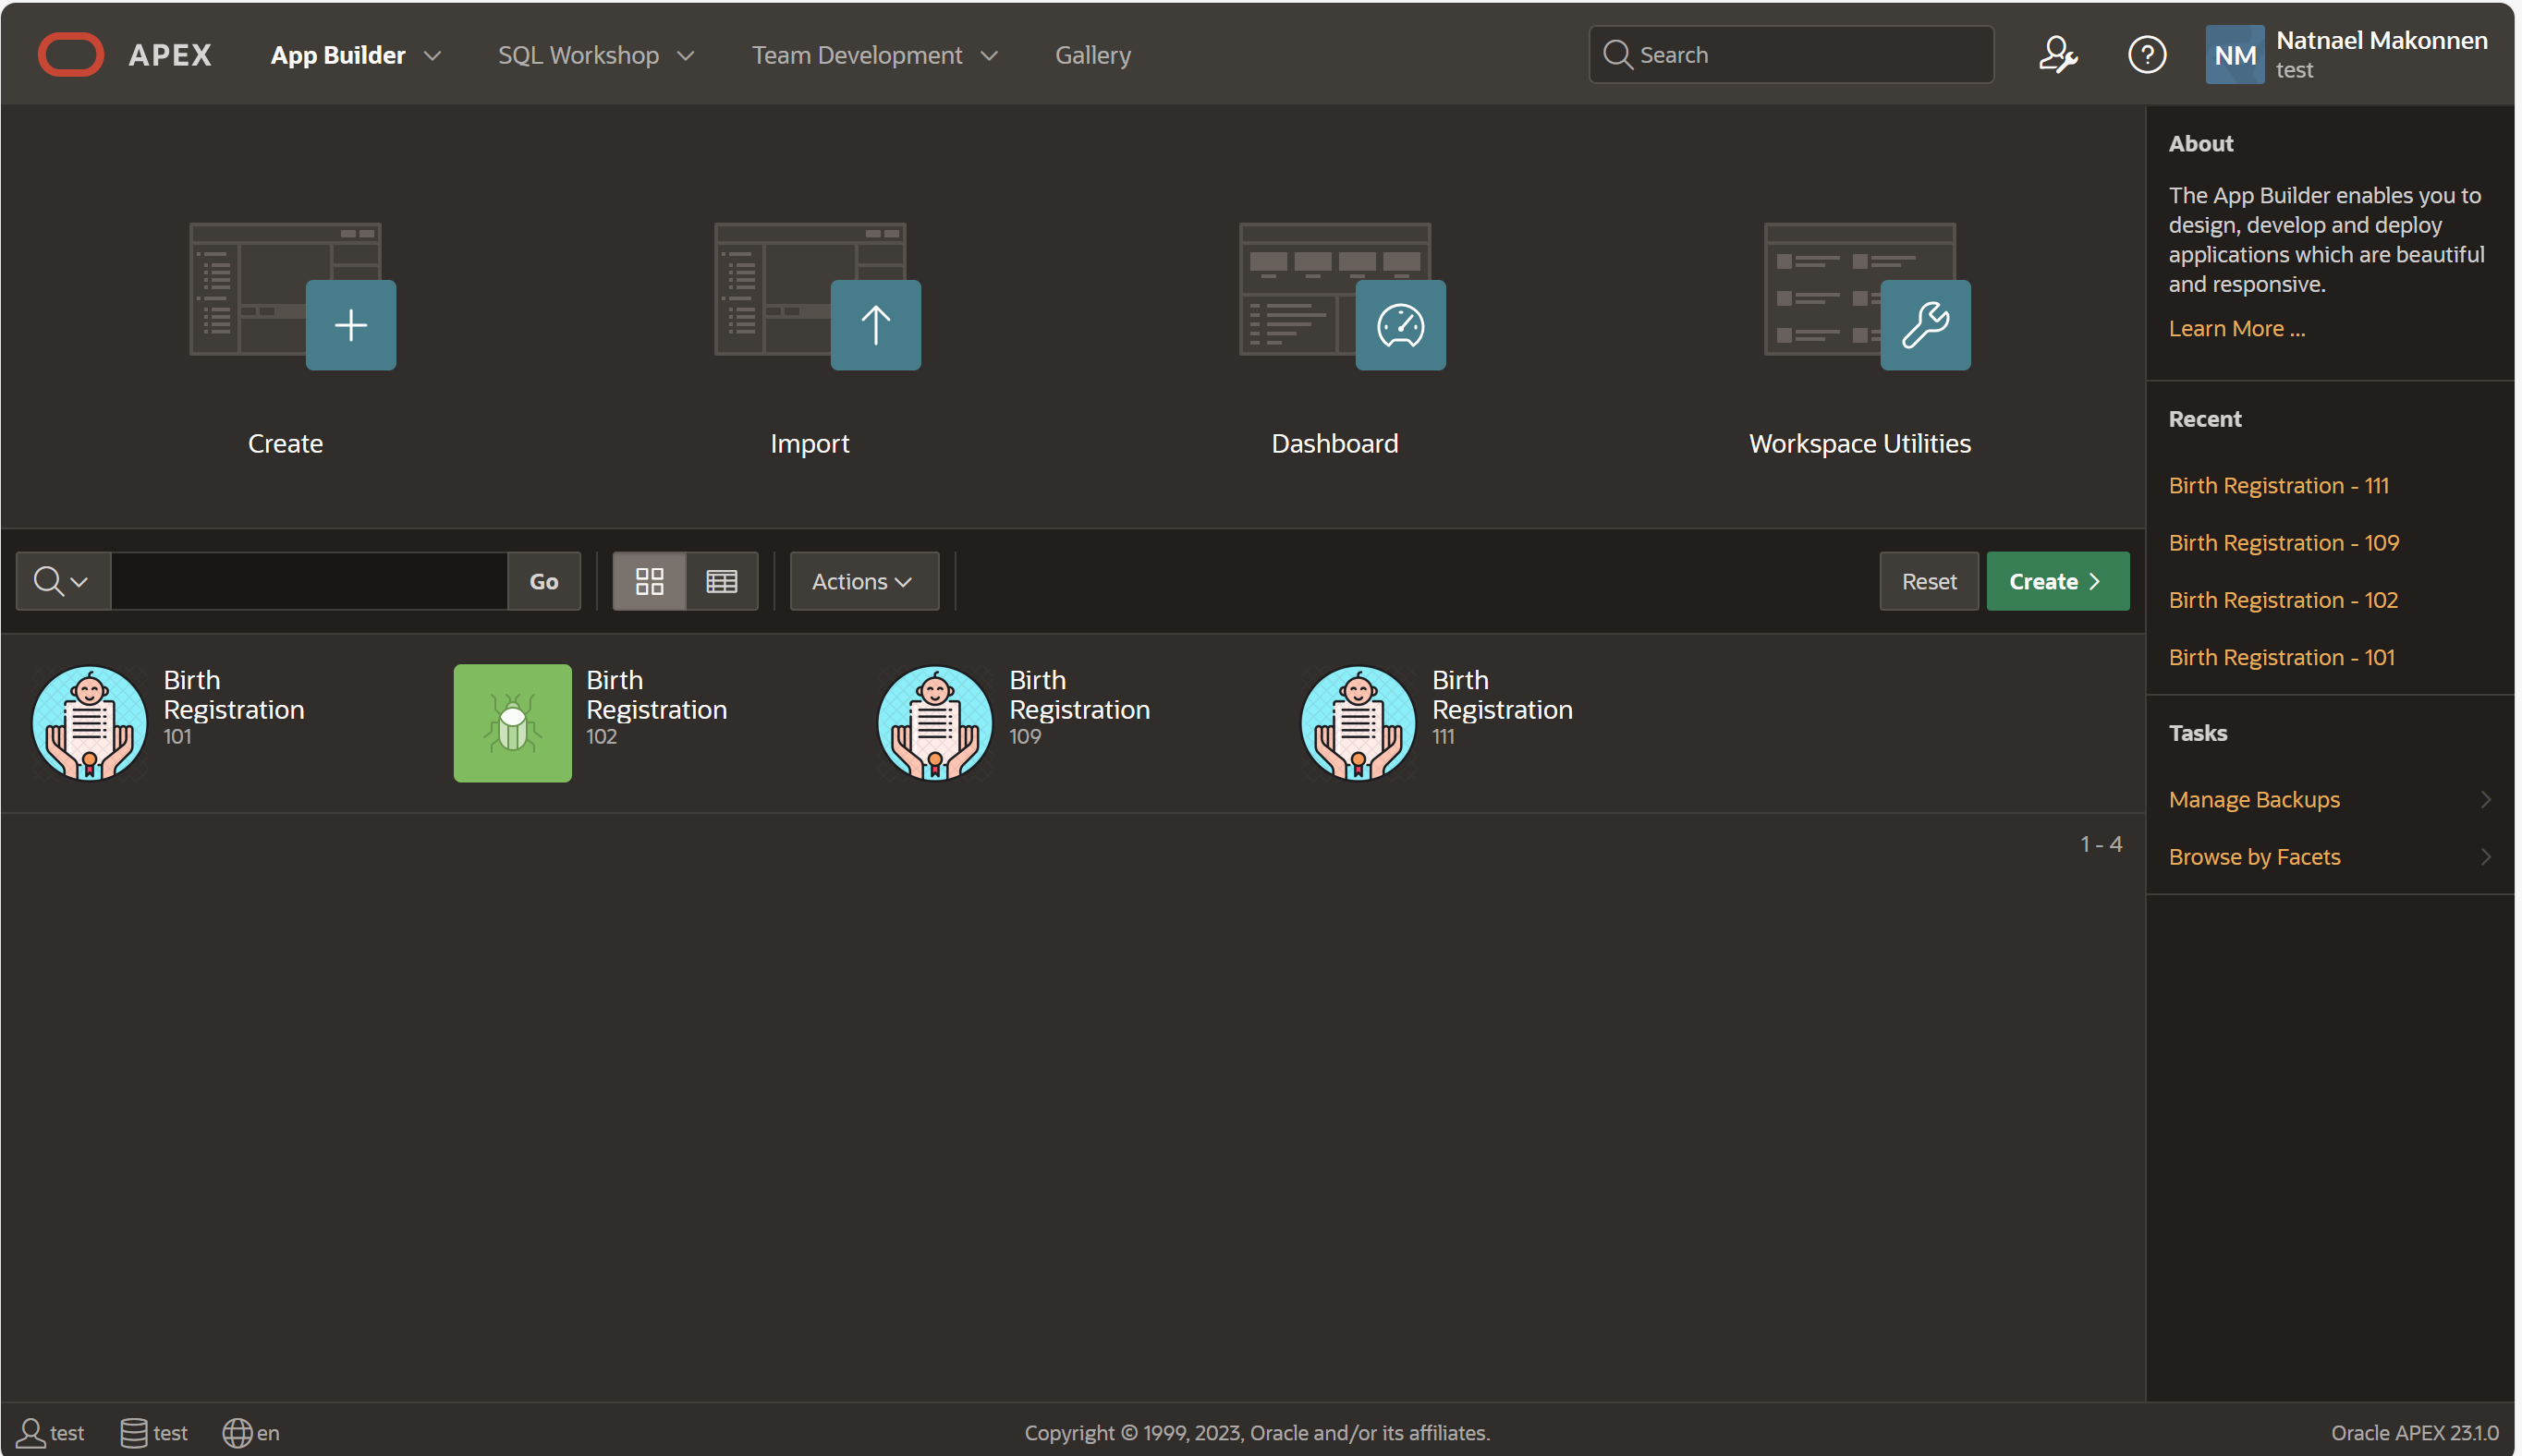 APEX
App Builder
SQL Workshop
Team Development
Gallery
Search
NM
Natnael Makonnen
test
Create
Import
Dashboard
Workspace Utilities
Go
Actions
Reset
Create
Birth
Registration
101
Birth
Registration
102
Birth
Registration
109
Birth
Registration
111
1 - 4
About
The App Builder enables you to
design, develop and deploy
applications which are beautiful
and responsive.
Learn More ...
Recent
Birth Registration - 111
Birth Registration - 109
Birth Registration - 102
Birth Registration - 101
Tasks
Manage Backups
Browse by Facets
test
test
en
Copyright © 1999, 2023, Oracle and/or its affiliates.
Oracle APEX 23.1.0